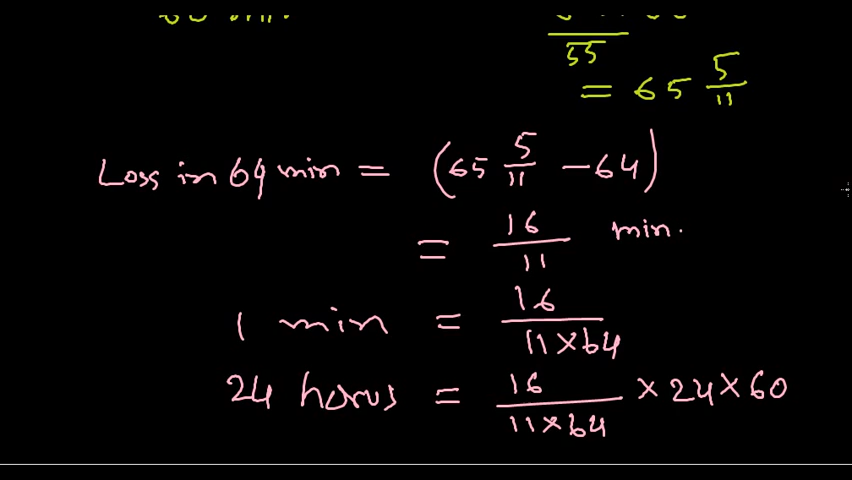 55
= 65 5/11
Loss in 64 min = (65 5/11 - 64)
= 16/11 min.
1 min = 16/11×64
24 horus = 16/11×64 × 24 × 60